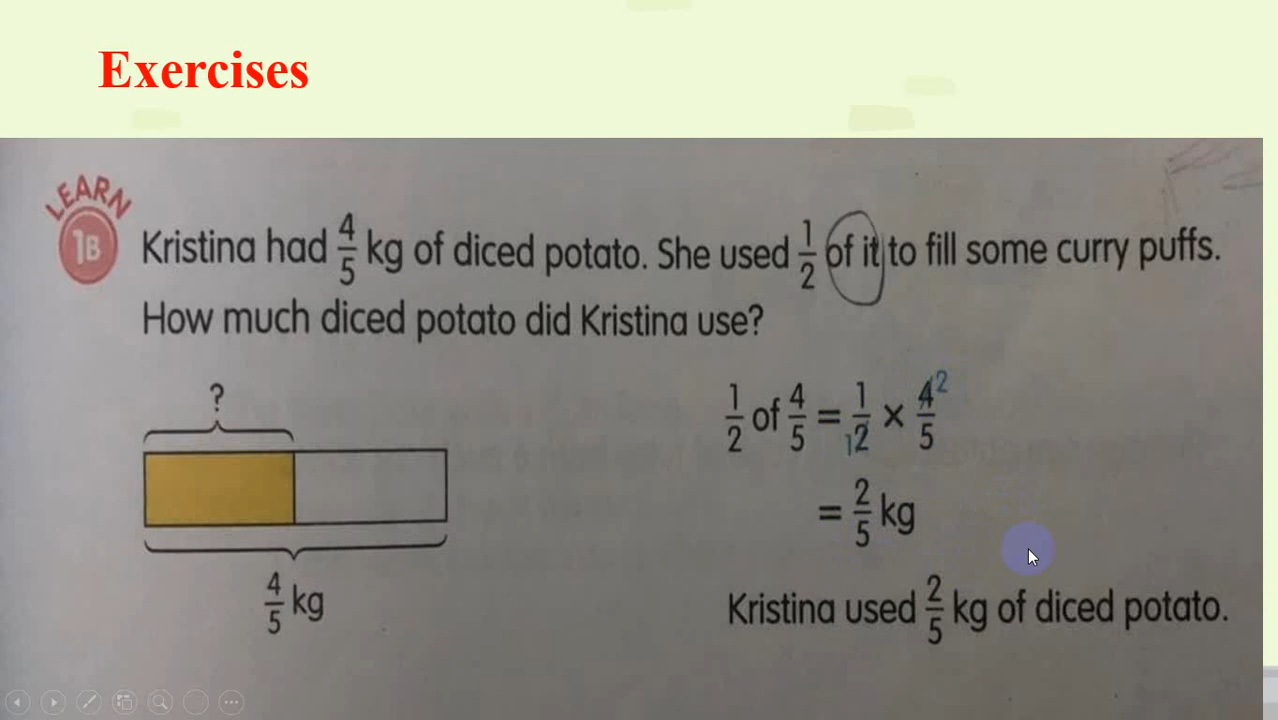 Exercises
LEARN
1B
Kristina had 4/5 kg of diced potato. She used 1/2 of it to fill some curry puffs.
How much diced potato did Kristina use?
?
4/5 kg
1/2 of 4/5 = 1/2 1 × 4/5 2
= 2/5 kg
Kristina used 2/5 kg of diced potato.